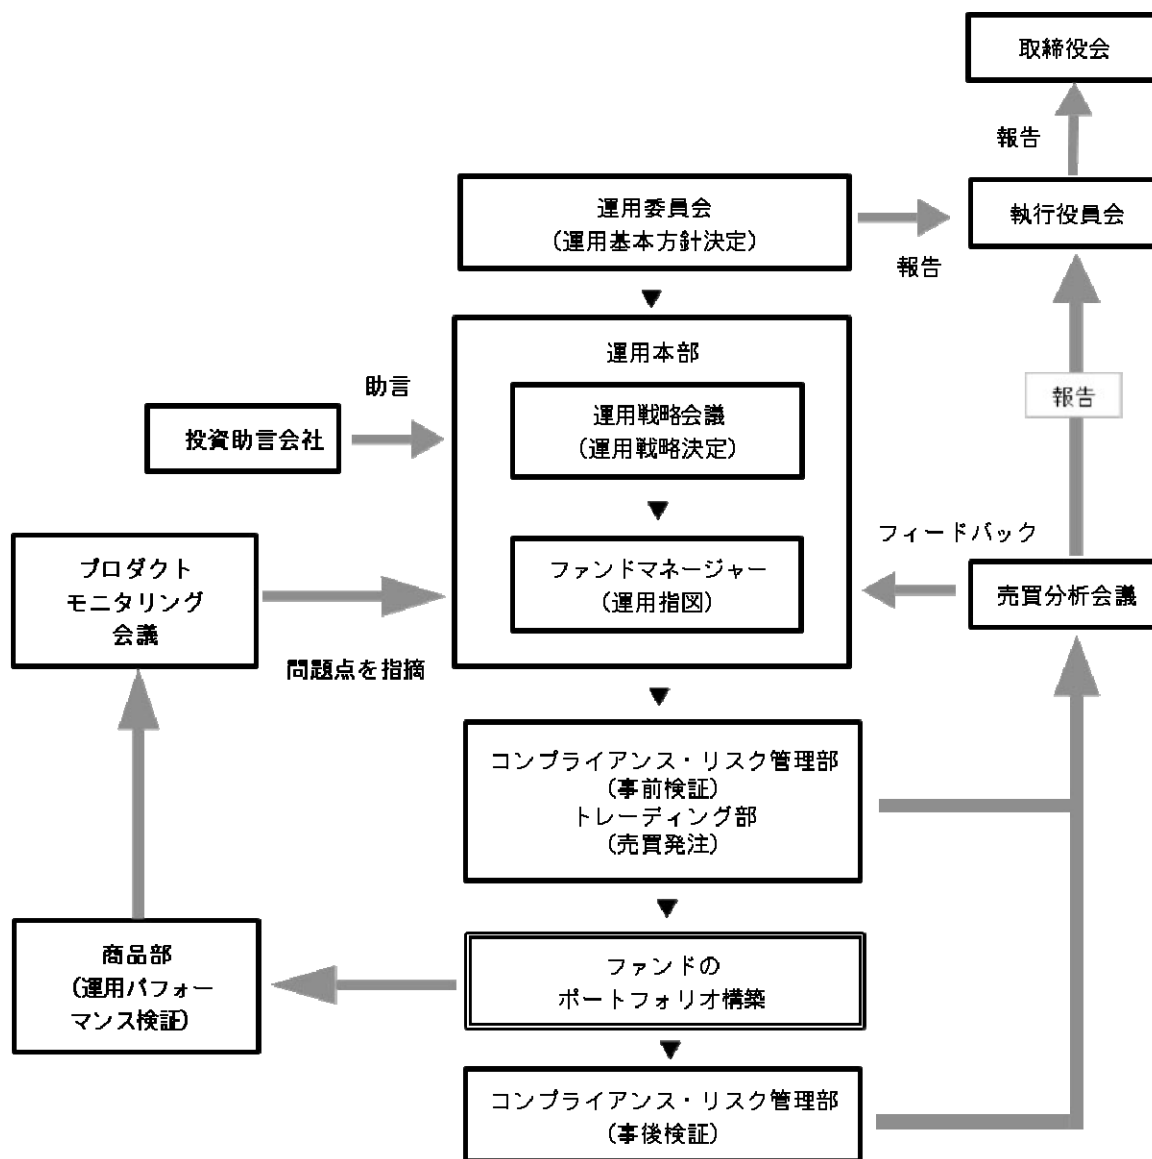 取締役会
報告
運用委員会
(運用基本方針決定)
執行役員会
報告
運用本部
助言
運用戦略会議
(運用戦略決定)
投資助言会社
報告
フィードバック
プロダクト
モニタリング
会議
ファンドマネージャー
(運用指図)
売買分析会議
問題点を指摘
コンプライアンス・リスク管理部
(事前検証)
トレーディング部
(売買発注)
商品部
(運用パフォー
マンス検証)
ファンドの
ポートフォリオ構築
コンプライアンス・リスク管理部
(事後検証)